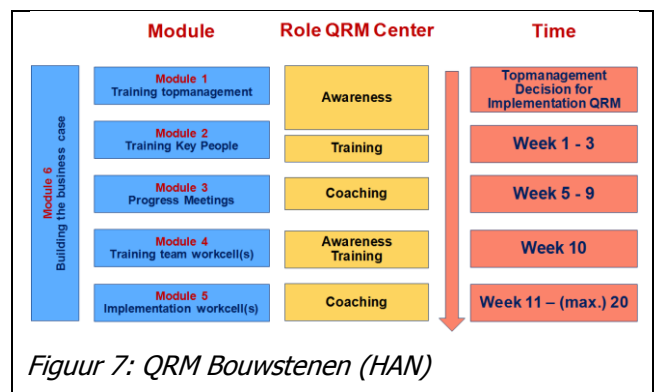 Module
Role QRM Center
Time
Module 6
Building the business case
Module 1
Training topmanagement
Awareness
Topmanagement
Decision for
Implementation QRM
Module 2
Training Key People
Training
Week 1 - 3
Module 3
Progress Meetings
Coaching
Week 5 - 9
Module 4
Training team workcell(s)
Awareness
Training
Week 10
Module 5
Implementation workcell(s)
Coaching
Week 11 – (max.) 20
Figuur 7: QRM Bouwstenen (HAN)